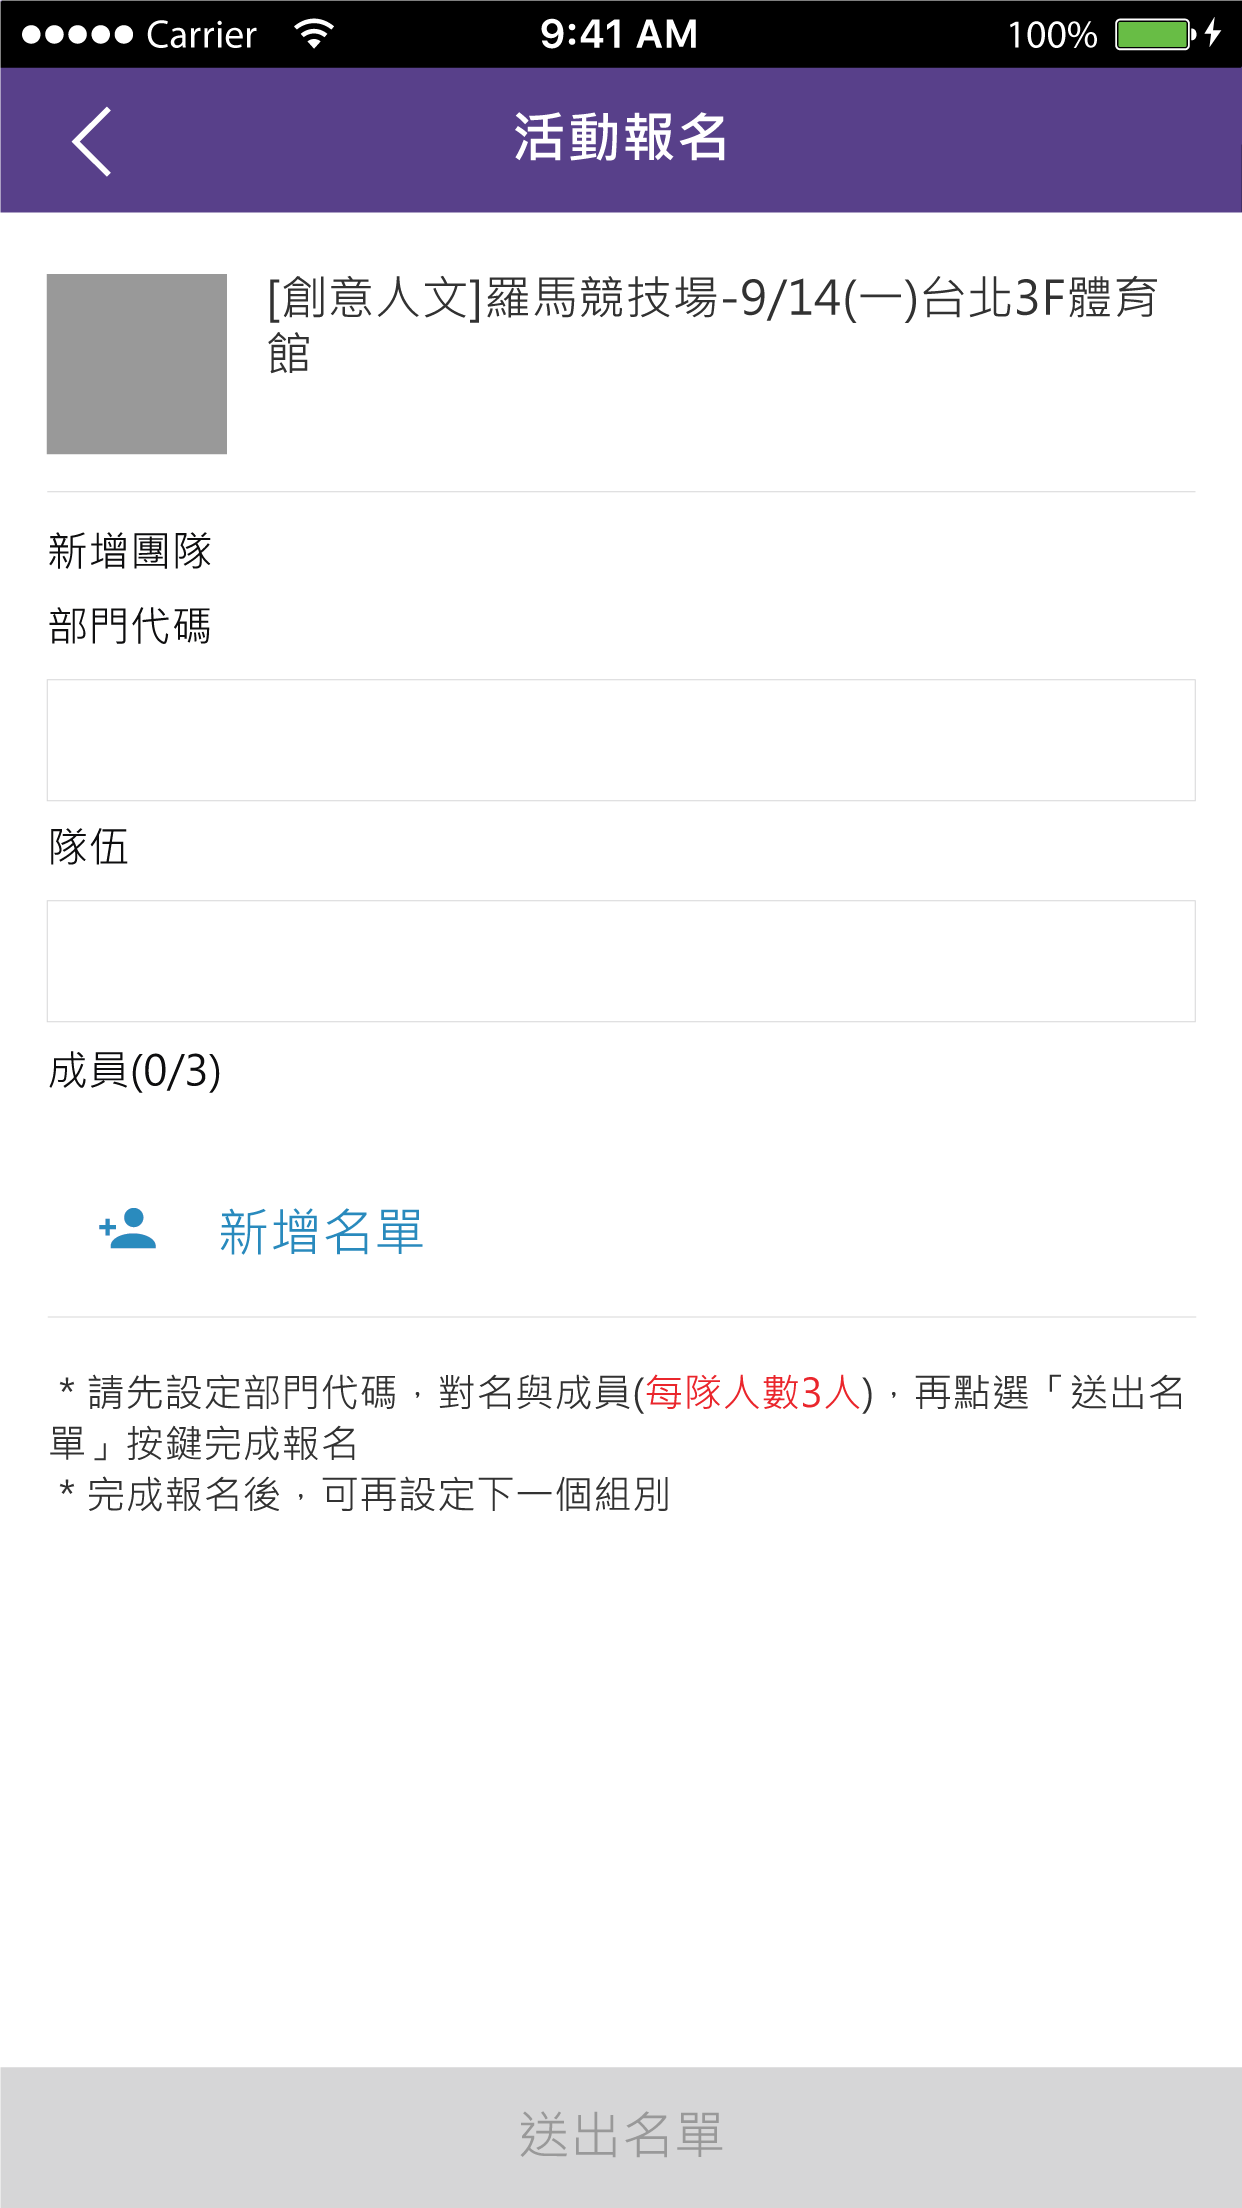 Carrier 9:41 AM 100%
活動報名
[創意人文]羅馬競技場-9/14(一)台北3F體育
館
新增團隊
部門代碼
隊伍
成員(0/3)
新增名單
* 請先設定部門代碼，對名與成員(每隊人數3人)，再點選「送出名
單」按鍵完成報名
* 完成報名後，可再設定下一個組別
送出名單